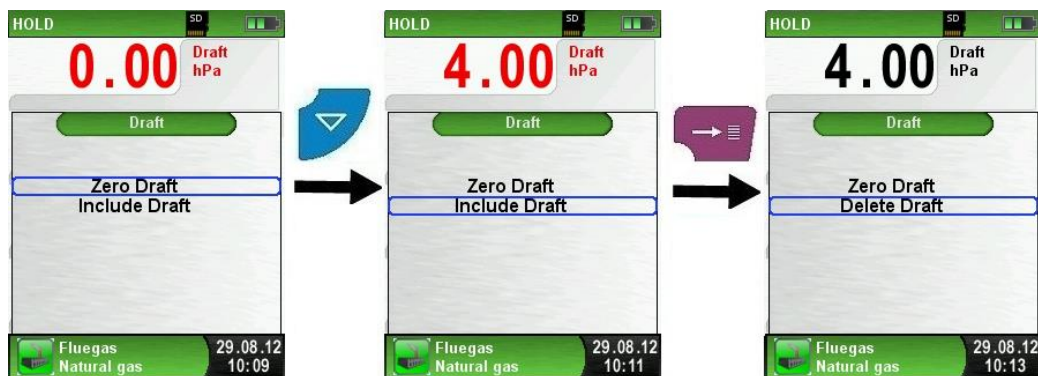 HOLD
SD
0.00
Draft
hPa
Draft
Zero Draft
Include Draft
Fluegas
Natural gas
29.08.12
10:09
HOLD
SD
4.00
Draft
hPa
Draft
Zero Draft
Include Draft
Fluegas
Natural gas
29.08.12
10:11
HOLD
SD
4.00
Draft
hPa
Draft
Zero Draft
Delete Draft
Fluegas
Natural gas
29.08.12
10:13